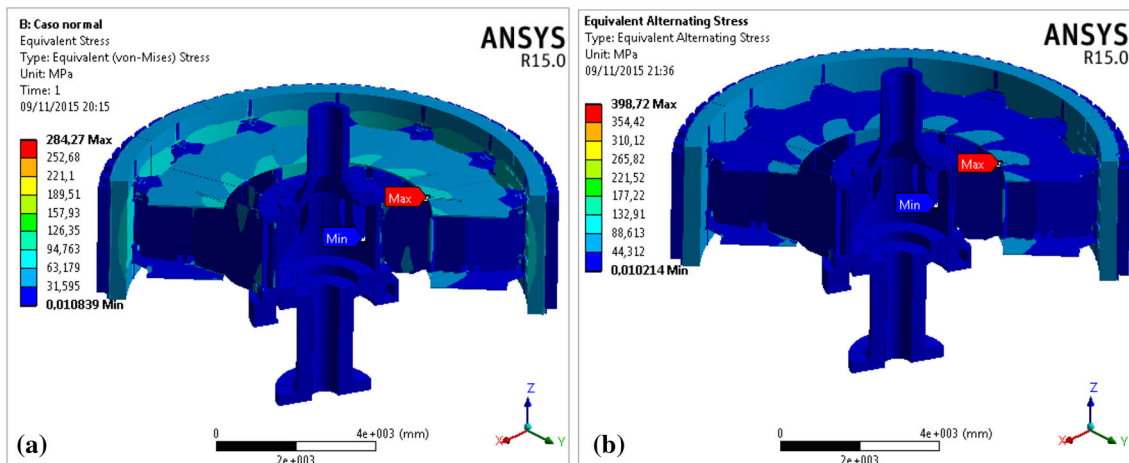 B: Caso normal
Equivalent Stress
Type: Equivalent (von-Mises) Stress
Unit: MPa
Time: 1
09/11/2015 20:15
ANSYS
R15.0
284,27 Max
252,68
221,1
189,51
157,93
126,35
94,763
63,179
31,595
0,010839 Min
Max
Min
Z
X
Y
0
4e+003 (mm)
2e+003
(a)
Equivalent Alternating Stress
Type: Equivalent Alternating Stress
Unit: MPa
09/11/2015 21:36
ANSYS
R15.0
398,72 Max
354,42
310,12
265,82
221,52
177,22
132,91
88,613
44,312
0,010214 Min
Max
Min
Z
X
Y
0
4e+003 (mm)
2e+003
(b)